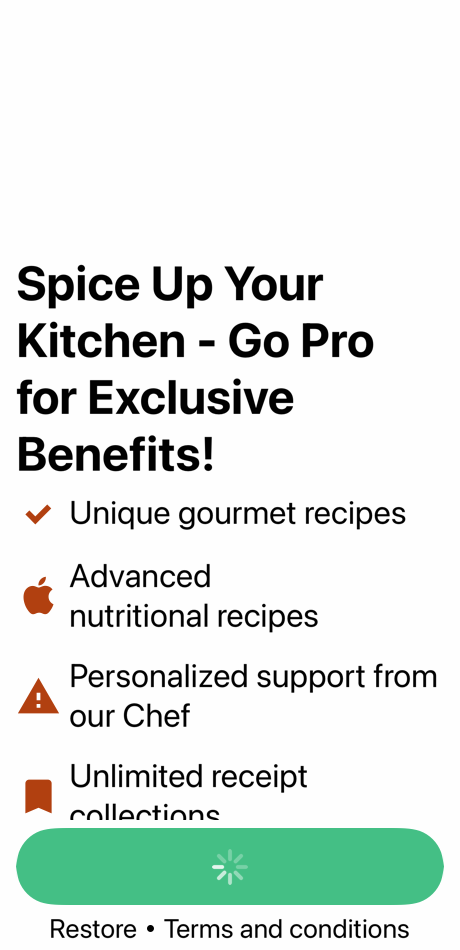 Spice Up Your
Kitchen - Go Pro
for Exclusive
Benefits!
Unique gourmet recipes
Advanced
nutritional recipes
Personalized support from
our Chef
Unlimited receipt
collections
Restore • Terms and conditions